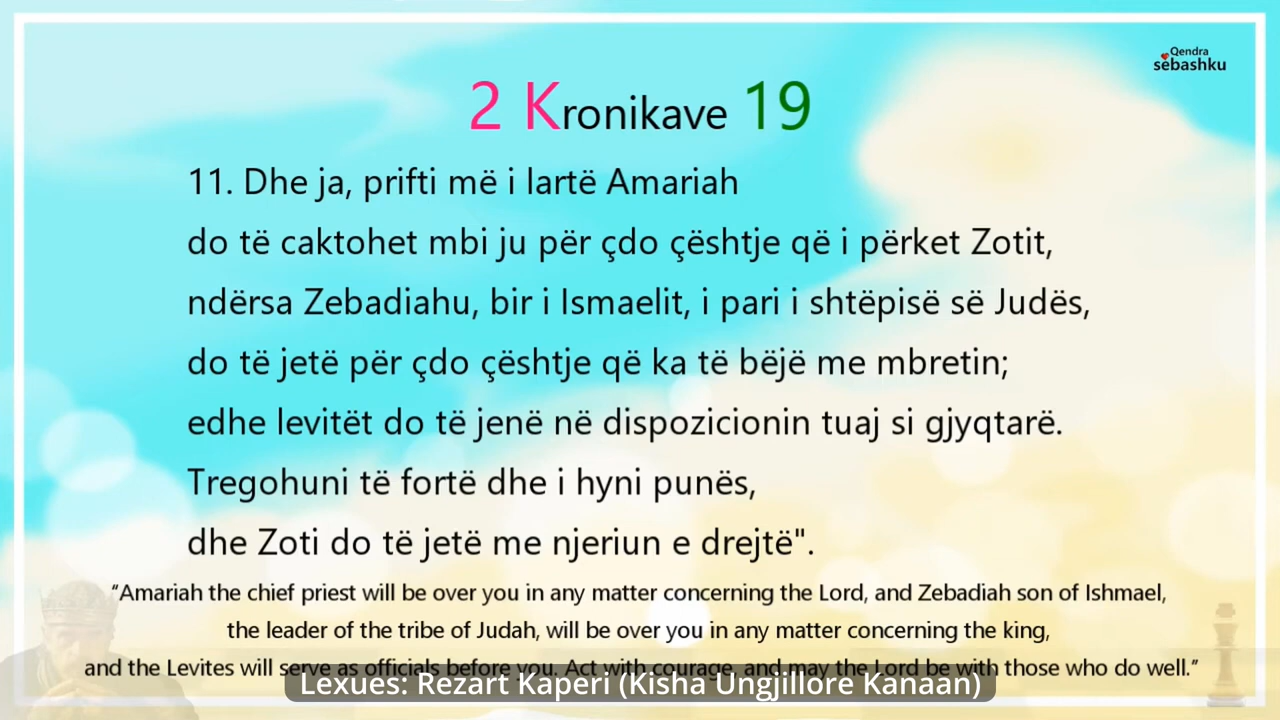 Qendra
sëbashku
2 Kronikave 19
11. Dhe ja, prifti më i lartë Amariah
do të caktohet mbi ju për çdo çështje që i përket Zotit,
ndërsa Zebadiahu, bir i Ismaelit, i pari i shtëpisë së Judës,
do të jetë për çdo çështje që ka të bëjë me mbretin;
edhe levitët do të jenë në dispozicionin tuaj si gjyqtarë.
Tregohuni të fortë dhe i hyni punës,
dhe Zoti do të jetë me njeriun e drejtë".
“Amariah the chief priest will be over you in any matter concerning the Lord, and Zebadiah son of Ishmael,
the leader of the tribe of Judah, will be over you in any matter concerning the king,
and the Levites will serve as officials before you. Act with courage, and may the Lord be with those who do well.”
Lexues: Rezart Kaperi (Kisha Ungjillore Kanaan)